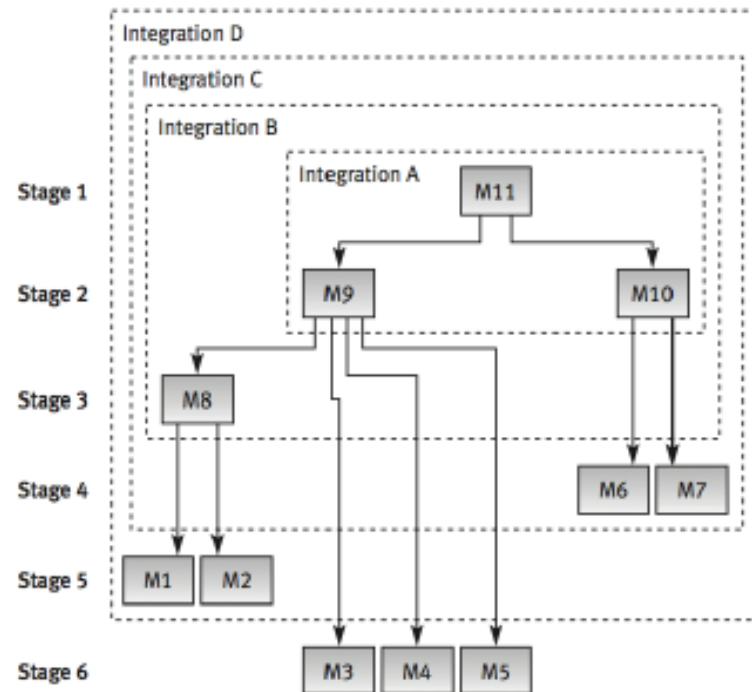 Integration D
Integration C
Integration B
Integration A
Stage 1
M11
Stage 2
M9
M10
Stage 3
M8
Stage 4
M6
M7
Stage 5
M1
M2
Stage 6
M3
M4
M5